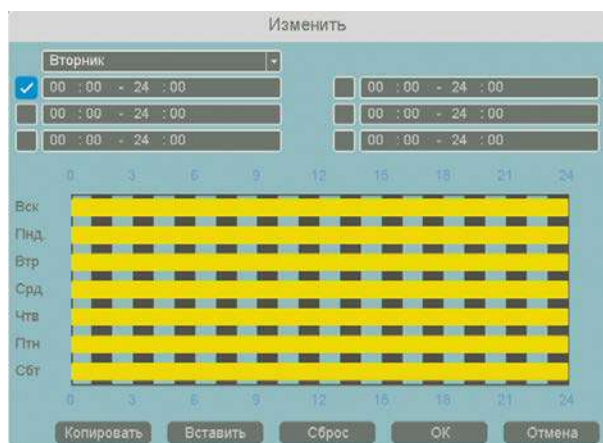 Изменить
Вторник
00 :00 - 24 :00 00 :00 - 24 :00
00 :00 - 24 :00 00 :00 - 24 :00
00 :00 - 24 :00 00 :00 - 24 :00
0 3 6 9 12 15 18 21 24
Вск
Пнд.
Втр
Срд
Чтв
Птн
Сбт
0 3 6 9 12 15 18 21 24
Копировать Вставить Сброс OK Отмена